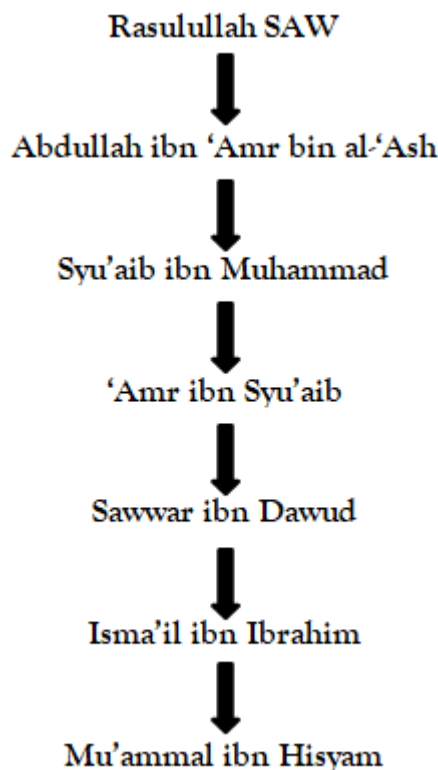 Rasulullah SAW
Abdullah ibn ‘Amr bin al-‘Ash
Syu’aib ibn Muhammad
‘Amr ibn Syu’aib
Sawwar ibn Dawud
Isma’il ibn Ibrahim
Mu’ammal ibn Hisyam